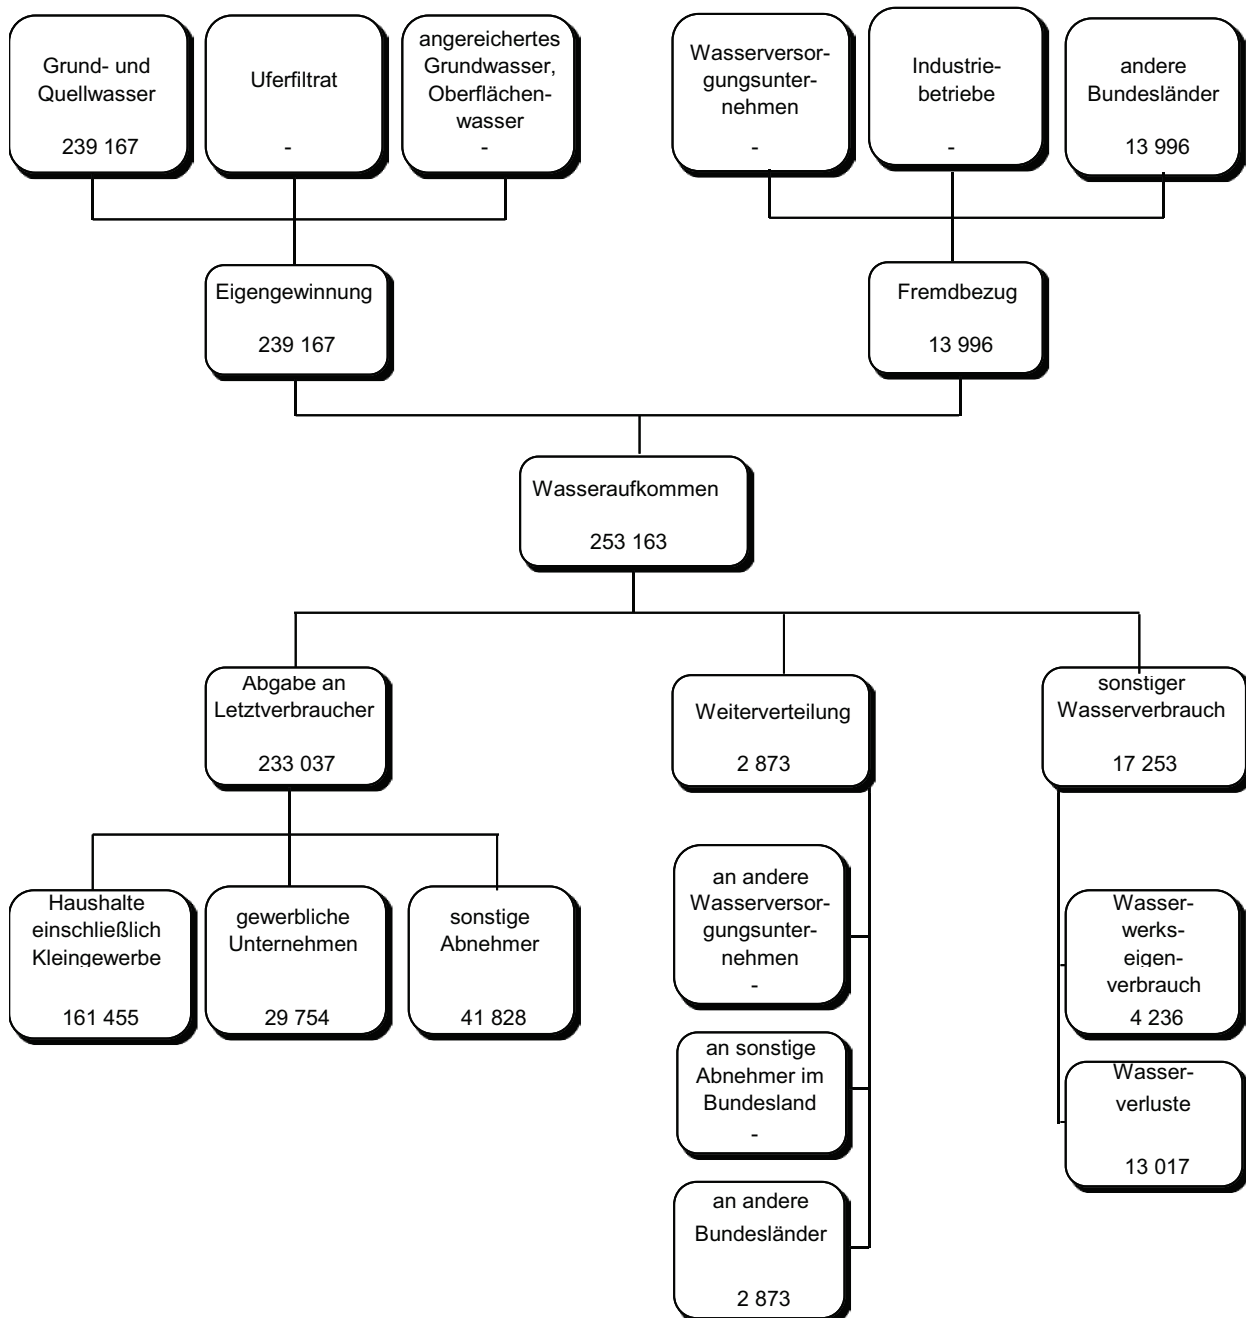 Grund- und
Quellwasser
239 167
Uferfiltrat
-
angereichertes
Grundwasser,
Oberflächen-
wasser
-
Wasserversor-
gungsunter-
nehmen
-
Industrie-
betriebe
-
andere
Bundesländer
13 996
Eigengewinnung
239 167
Fremdbezug
13 996
Wasseraufkommen
253 163
Abgabe an
Letztverbraucher
233 037
Weiterverteilung
2 873
sonstiger
Wasserverbrauch
17 253
Haushalte
einschließlich
Kleingewerbe
161 455
gewerbliche
Unternehmen
29 754
sonstige
Abnehmer
41 828
an andere
Wasserversor-
gungsunter-
nehmen
-
an sonstige
Abnehmer im
Bundesland
-
an andere
Bundesländer
2 873
Wasser-
werks-
eigen-
verbrauch
4 236
Wasser-
verluste
13 017